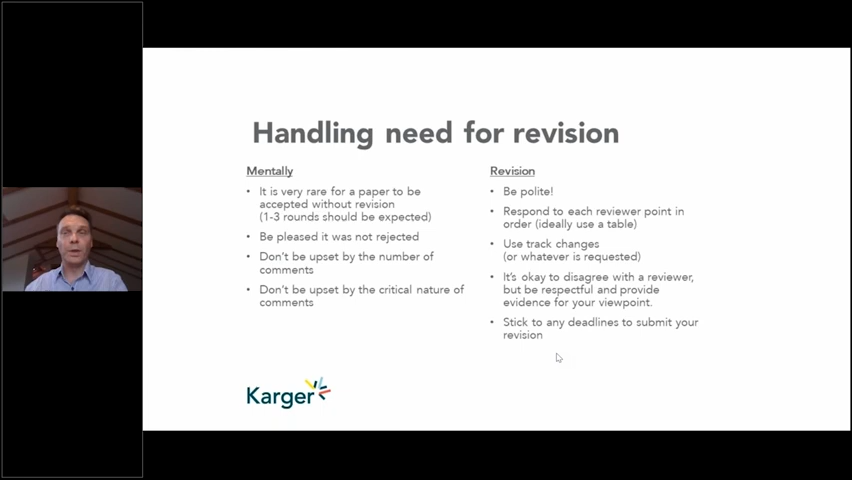 Handling need for revision
Mentally
• It is very rare for a paper to be
accepted without revision
(1-3 rounds should be expected)
• Be pleased it was not rejected
• Don't be upset by the number of
comments
• Don't be upset by the critical nature of
comments
Revision
• Be polite!
• Respond to each reviewer point in
order (ideally use a table)
• Use track changes
(or whatever is requested)
• It's okay to disagree with a reviewer,
but be respectful and provide
evidence for your viewpoint.
• Stick to any deadlines to submit your
revision
Karger